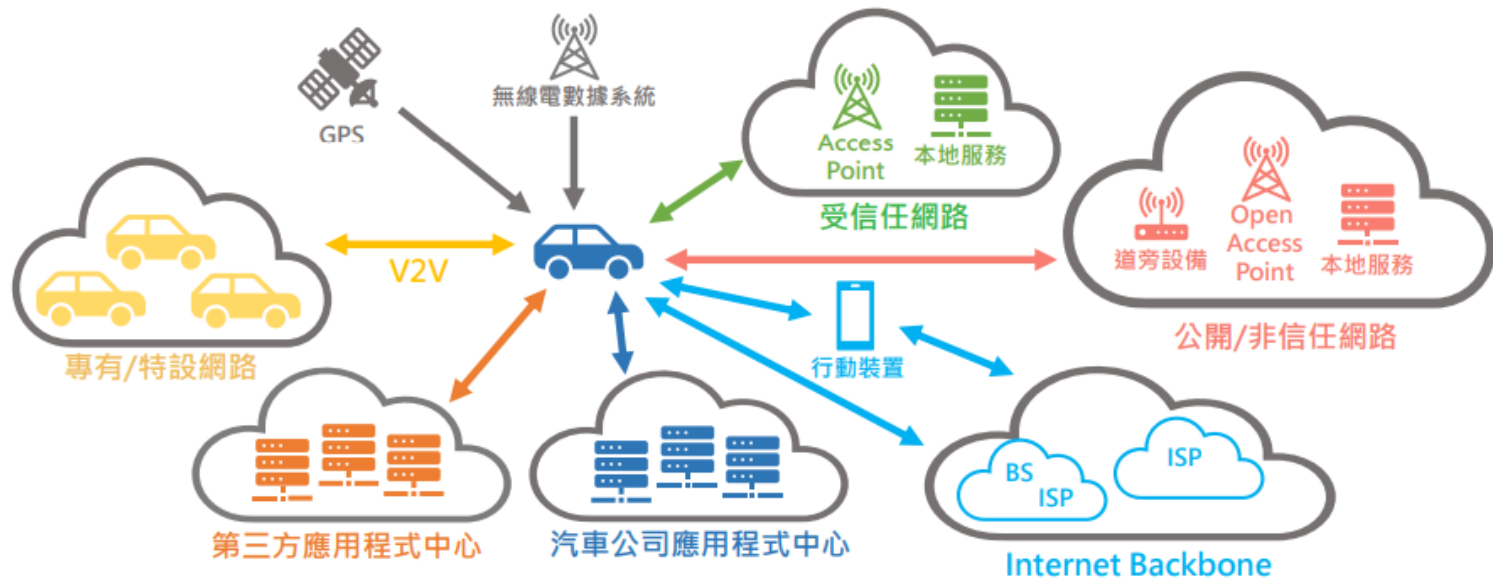 GPS
無線電數據系統
Access
Point
本地服務
受信任網路
道旁設備
Open
Access
Point
本地服務
公開/非信任網路
V2V
專有/特設網路
行動裝置
第三方應用程式中心
汽車公司應用程式中心
BS
ISP
ISP
Internet Backbone